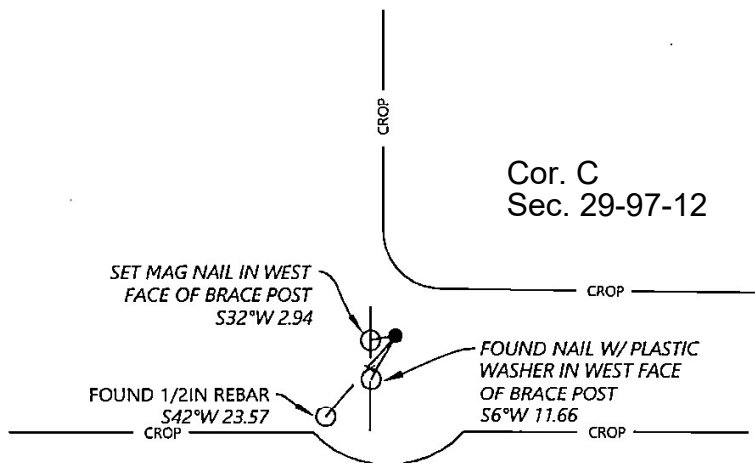 CROP
Cor. C
Sec. 29-97-12
SET MAG NAIL IN WEST
FACE OF BRACE POST
S32°W 2.94
CROP
FOUND NAIL W/ PLASTIC
WASHER IN WEST FACE
OF BRACE POST
S6°W 11.66
FOUND 1/2IN REBAR
S42°W 23.57
CROP
CROP